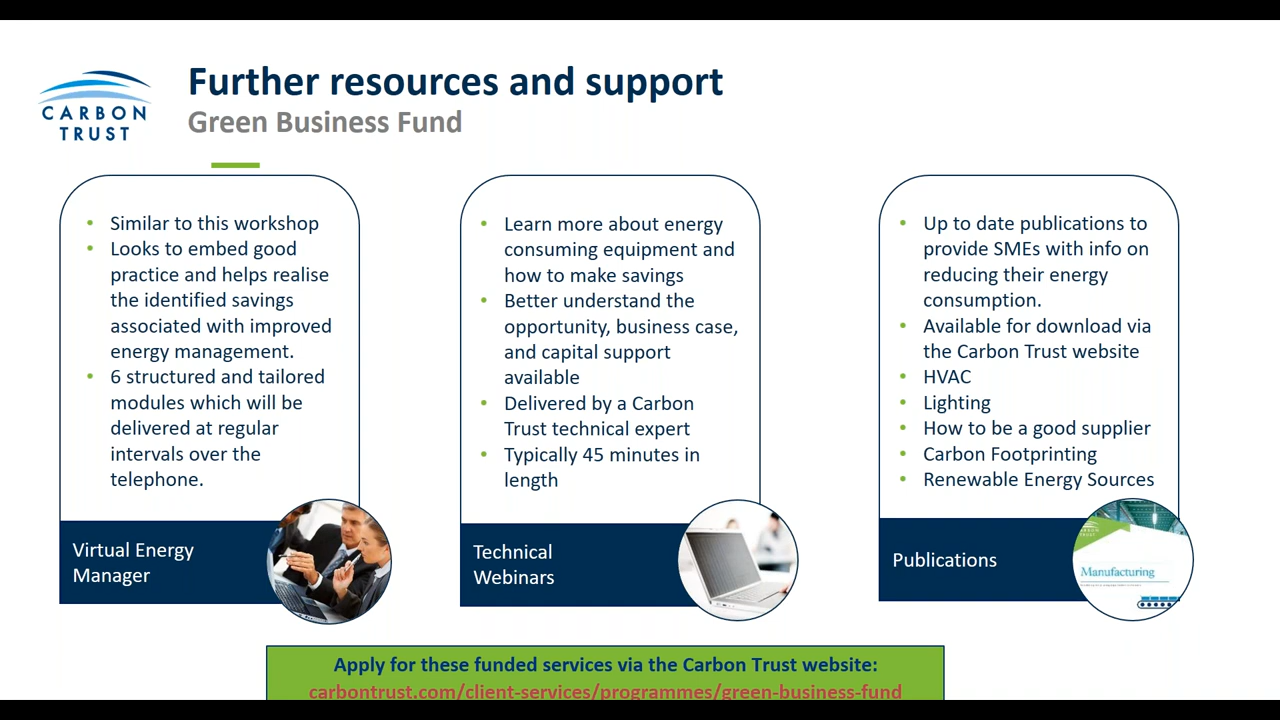 CARBON
TRUST
Further resources and support
Green Business Fund
• Similar to this workshop
• Looks to embed good
practice and helps realise
the identified savings
associated with improved
energy management.
• 6 structured and tailored
modules which will be
delivered at regular
intervals over the
telephone.
Virtual Energy
Manager
• Learn more about energy
consuming equipment and
how to make savings
• Better understand the
opportunity, business case,
and capital support
available
• Delivered by a Carbon
Trust technical expert
• Typically 45 minutes in
length
Technical
Webinars
• Up to date publications to
provide SMEs with info on
reducing their energy
consumption.
• Available for download via
the Carbon Trust website
• HVAC
• Lighting
• How to be a good supplier
• Carbon Footprinting
• Renewable Energy Sources
Publications
CARBON
TRUST
Manufacturing
Apply for these funded services via the Carbon Trust website:
carbontrust.com/client-services/programmes/green-business-fund